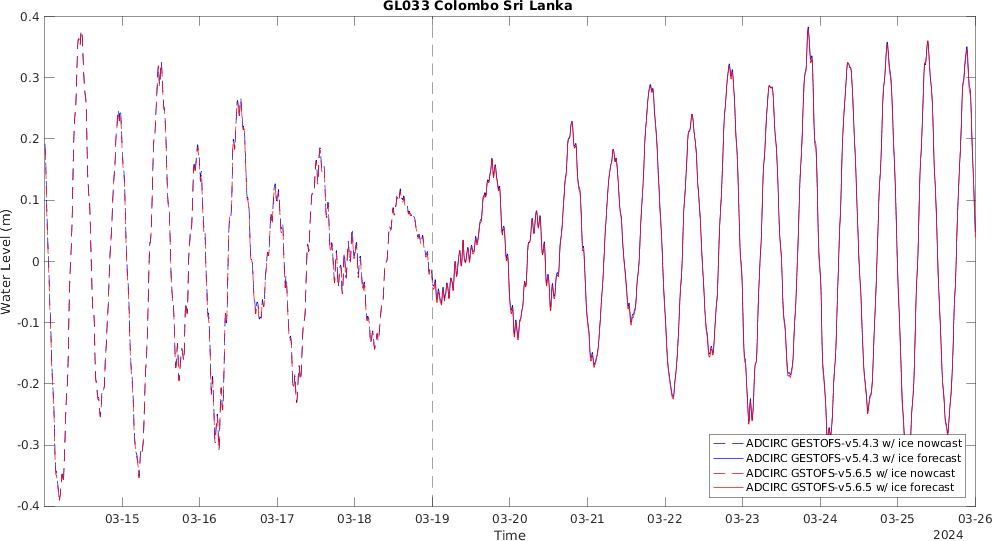 GL033 Colombo Sri Lanka
0.4
0.3
0.2
0.1
0
-0.1
-0.2
-0.3
-0.4
Water Level (m)
ADCIRC GESTOFS-v5.4.3 w/ ice nowcast
ADCIRC GESTOFS-v5.4.3 w/ ice forecast
ADCIRC GSTOFS-v5.6.5 w/ ice nowcast
ADCIRC GSTOFS-v5.6.5 w/ ice forecast
03-15 03-16 03-17 03-18 03-19 03-20 03-21 03-22 03-23 03-24 03-25 03-26
Time
2024